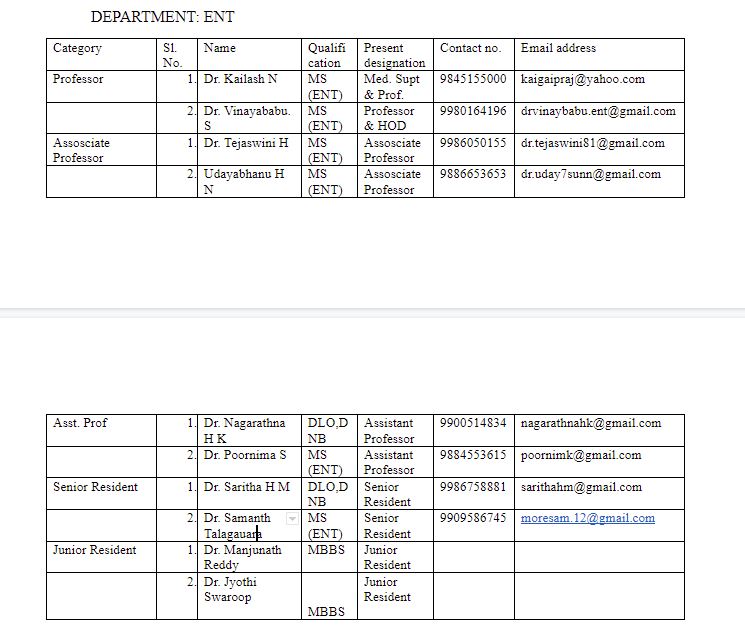 DEPARTMENT: ENT
Category Sl. No. Name Qualifi cation Present designation Contact no. Email address
Professor 1. Dr. Kailash N MS (ENT) Med. Supt & Prof. 9845155000 kaigaipraj@yahoo.com
2. Dr. Vinayababu. S MS (ENT) Professor & HOD 9980164196 drvinaybabu.ent@gmail.com
Assosciate Professor 1. Dr. Tejaswini H MS (ENT) Assosciate Professor 9986050155 dr.tejaswini81@gmail.com
2. Udayabhanu H N MS (ENT) Assosciate Professor 9886653653 dr.uday7sunn@gmail.com
Asst. Prof 1. Dr. Nagarathna H K DLO,D NB Assistant Professor 9900514834 nagarathnahk@gmail.com
2. Dr. Poornima S MS (ENT) Assistant Professor 9884553615 poornimk@gmail.com
Senior Resident 1. Dr. Saritha H M DLO,D NB Senior Resident 9986758881 sarithahm@gmail.com
2. Dr. Samanth Talagauara MS (ENT) Senior Resident 9909586745 moresam.12@gmail.com
Junior Resident 1. Dr. Manjunath Reddy MBBS Junior Resident
2. Dr. Jyothi Swaroop MBBS Junior Resident